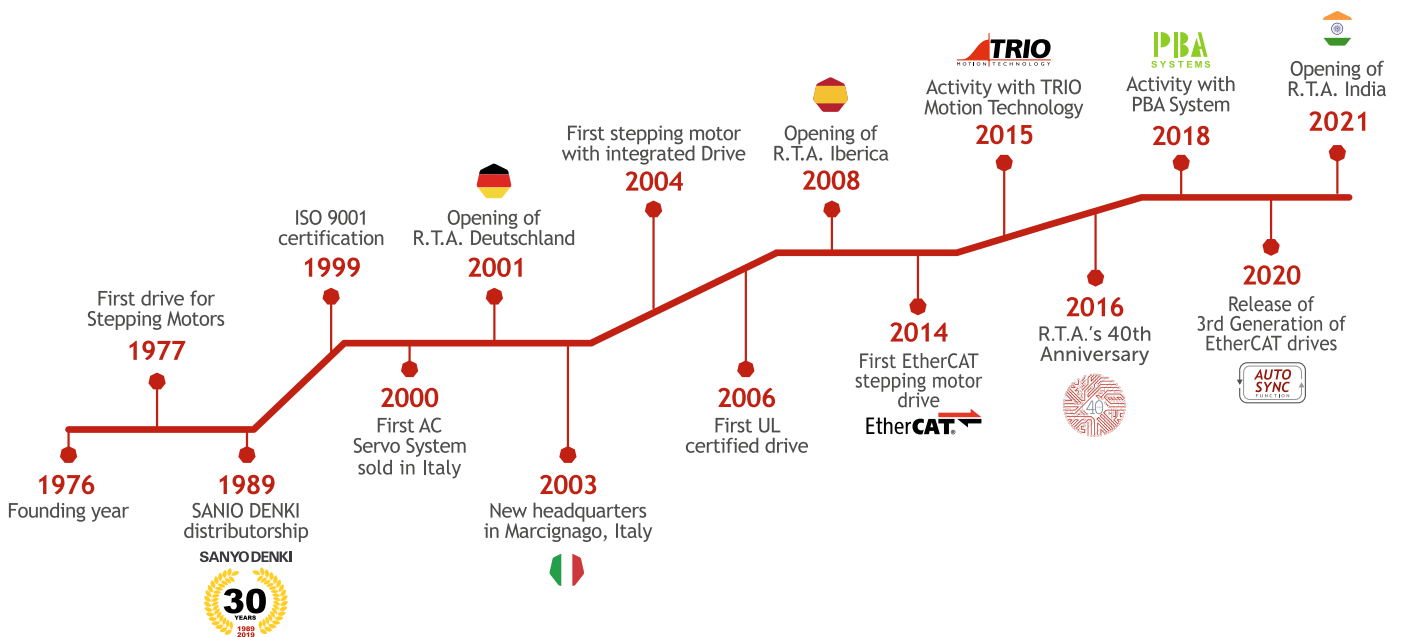 1976
Founding year
First drive for
Stepping Motors
1977
1989
SANIO DENKI
distributorship
SANYO DENKI
30
YEARS
1989
2019
ISO 9001
certification
1999
2000
First AC
Servo System
sold in Italy
Opening of
R.T.A. Deutschland
2001
2003
New headquarters
in Marcignago, Italy
First stepping motor
with integrated Drive
2004
2006
First UL
certified drive
Opening of
R.T.A. Iberica
2008
2014
First EtherCAT
stepping motor
drive
EtherCAT®
TRIO
MOTION TECHNOLOGY
Activity with TRIO
Motion Technology
2015
2016
R.T.A.'s 40th
Anniversary
40
PBA
SYSTEMS
Activity with
PBA System
2018
2020
Release of
3rd Generation of
EtherCAT drives
AUTO
SYNC
FUNCTION
Opening of
R.T.A. India
2021